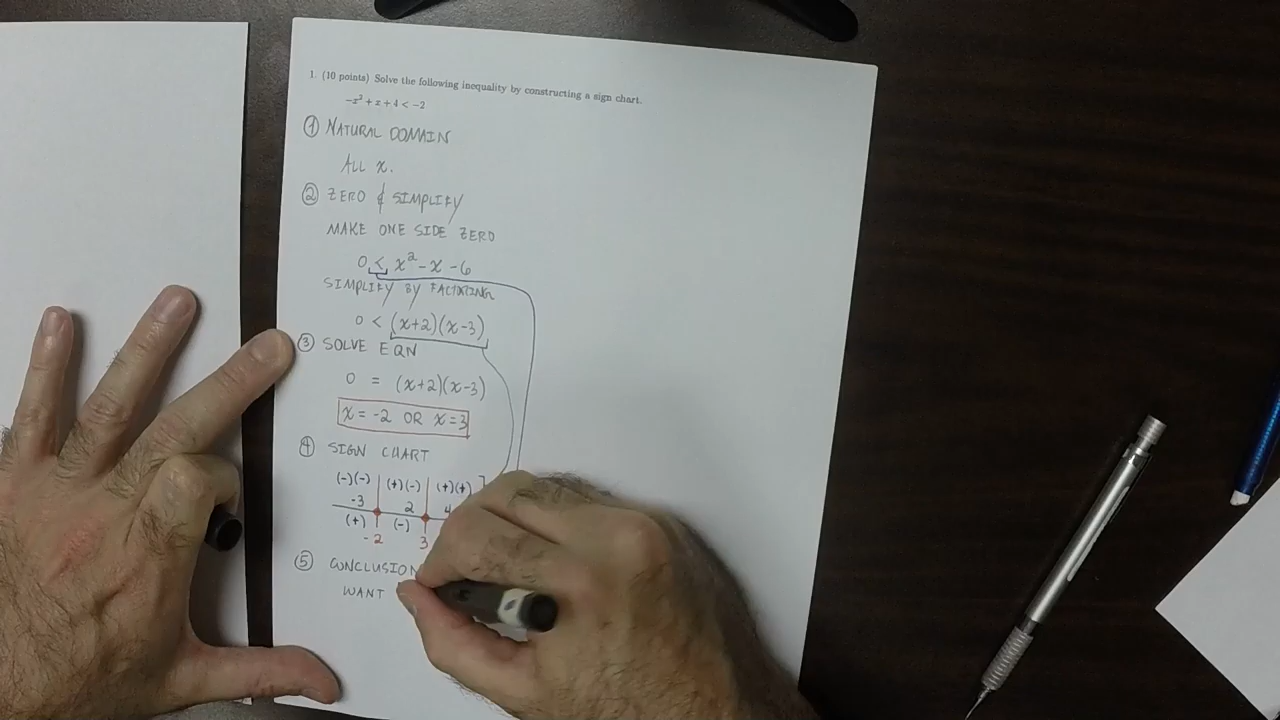 1. (10 points) Solve the following inequality by constructing a sign chart.
-x² + x + 4 < -2
① NATURAL DOMAIN
ALL x.
② ZERO & SIMPLIFY
MAKE ONE SIDE ZERO
0 < x² - x - 6
SIMPLIFY BY FACTORING
0 < (x+2)(x-3)
③ SOLVE EQN
0 = (x+2)(x-3)
x = -2 OR x = 3
④ SIGN CHART
(-)(-) (+)(-) (+)(+)
-3 2 4
(+) (-)
-2 3
⑤ CONCLUSION
WANT